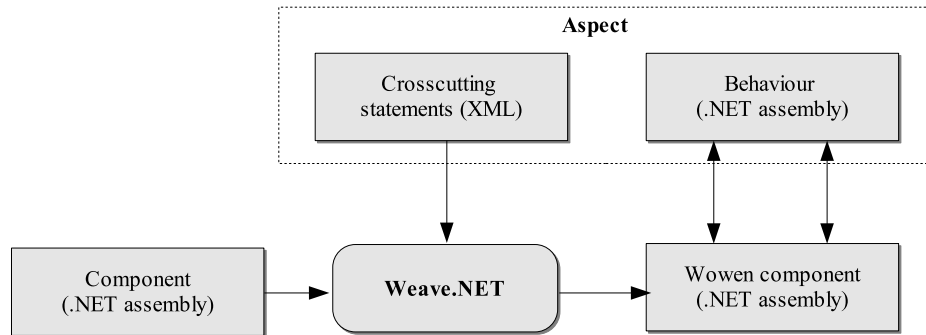 Aspect
Crosscutting
statements (XML)
Behaviour
(.NET assembly)
Component
(.NET assembly)
Weave.NET
Wowen component
(.NET assembly)